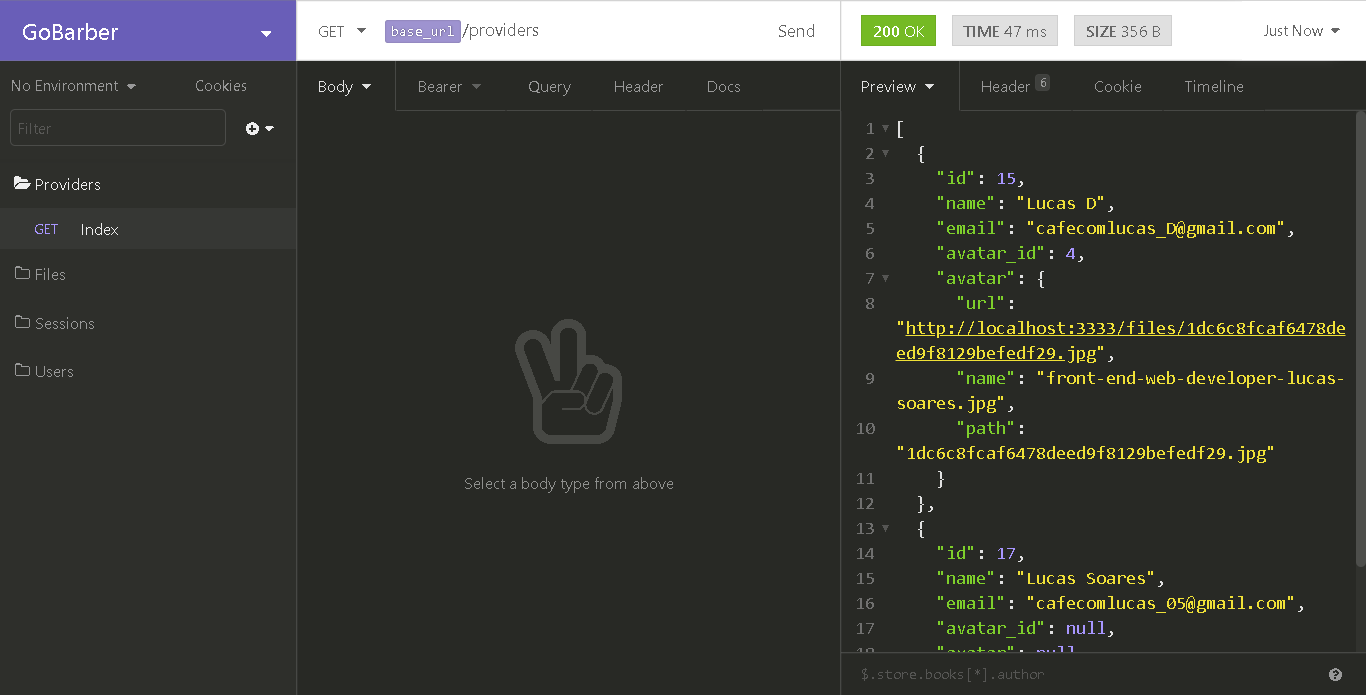 GoBarber
GET base_url/providers Send
200 OK TIME 47 ms SIZE 356 B Just Now
No Environment Cookies
Filter
Providers
GET Index
Files
Sessions
Users
Body Bearer Query Header Docs
Select a body type from above
Preview Header 6 Cookie Timeline
1 [
2 {
3 "id": 15,
4 "name": "Lucas D",
5 "email": "cafecomlucas_D@gmail.com",
6 "avatar_id": 4,
7 "avatar": {
8 "url":
"http://localhost:3333/files/1dc6c8fcaf6478de
ed9f8129befedf29.jpg",
9 "name": "front-end-web-developer-lucas-
soares.jpg",
10 "path":
"1dc6c8fcaf6478deed9f8129befedf29.jpg"
11 }
12 },
13 {
14 "id": 17,
15 "name": "Lucas Soares",
16 "email": "cafecomlucas_05@gmail.com",
17 "avatar_id": null,
18 "avatar": null
$.store.books[*].author